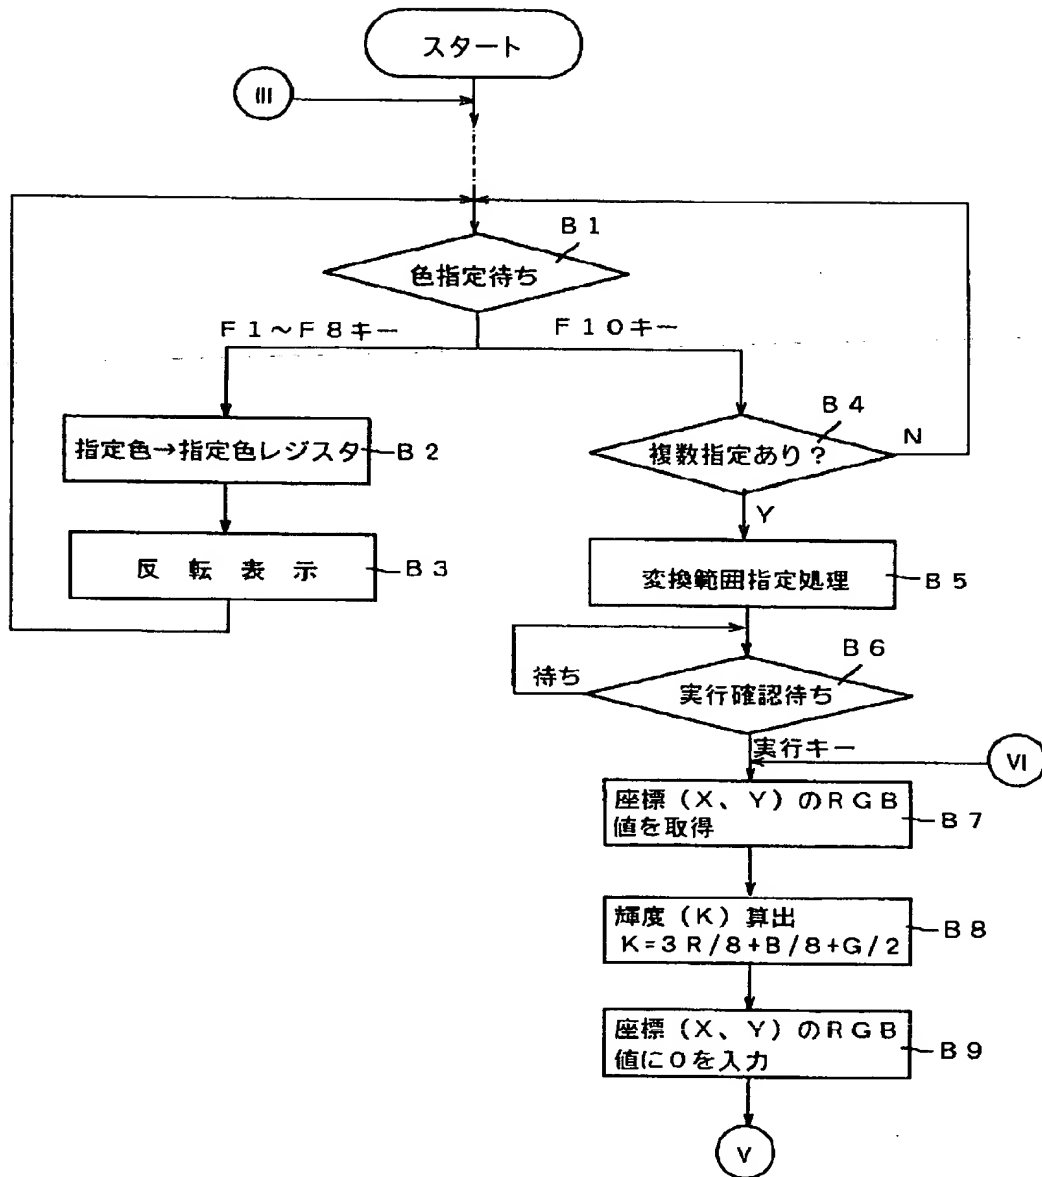 スタート
III
B1
色指定待ち
F1～F8キー
F10キー
B4
指定色→指定色レジスタ
B2
複数指定あり？
N
Y
反転表示
B3
変換範囲指定処理
B5
B6
待ち
実行確認待ち
実行キー
VI
座標（X、Y）のRGB
値を取得
B7
輝度（K）算出
K=3R/8+B/8+G/2
B8
座標（X、Y）のRGB
値に0を入力
B9
V